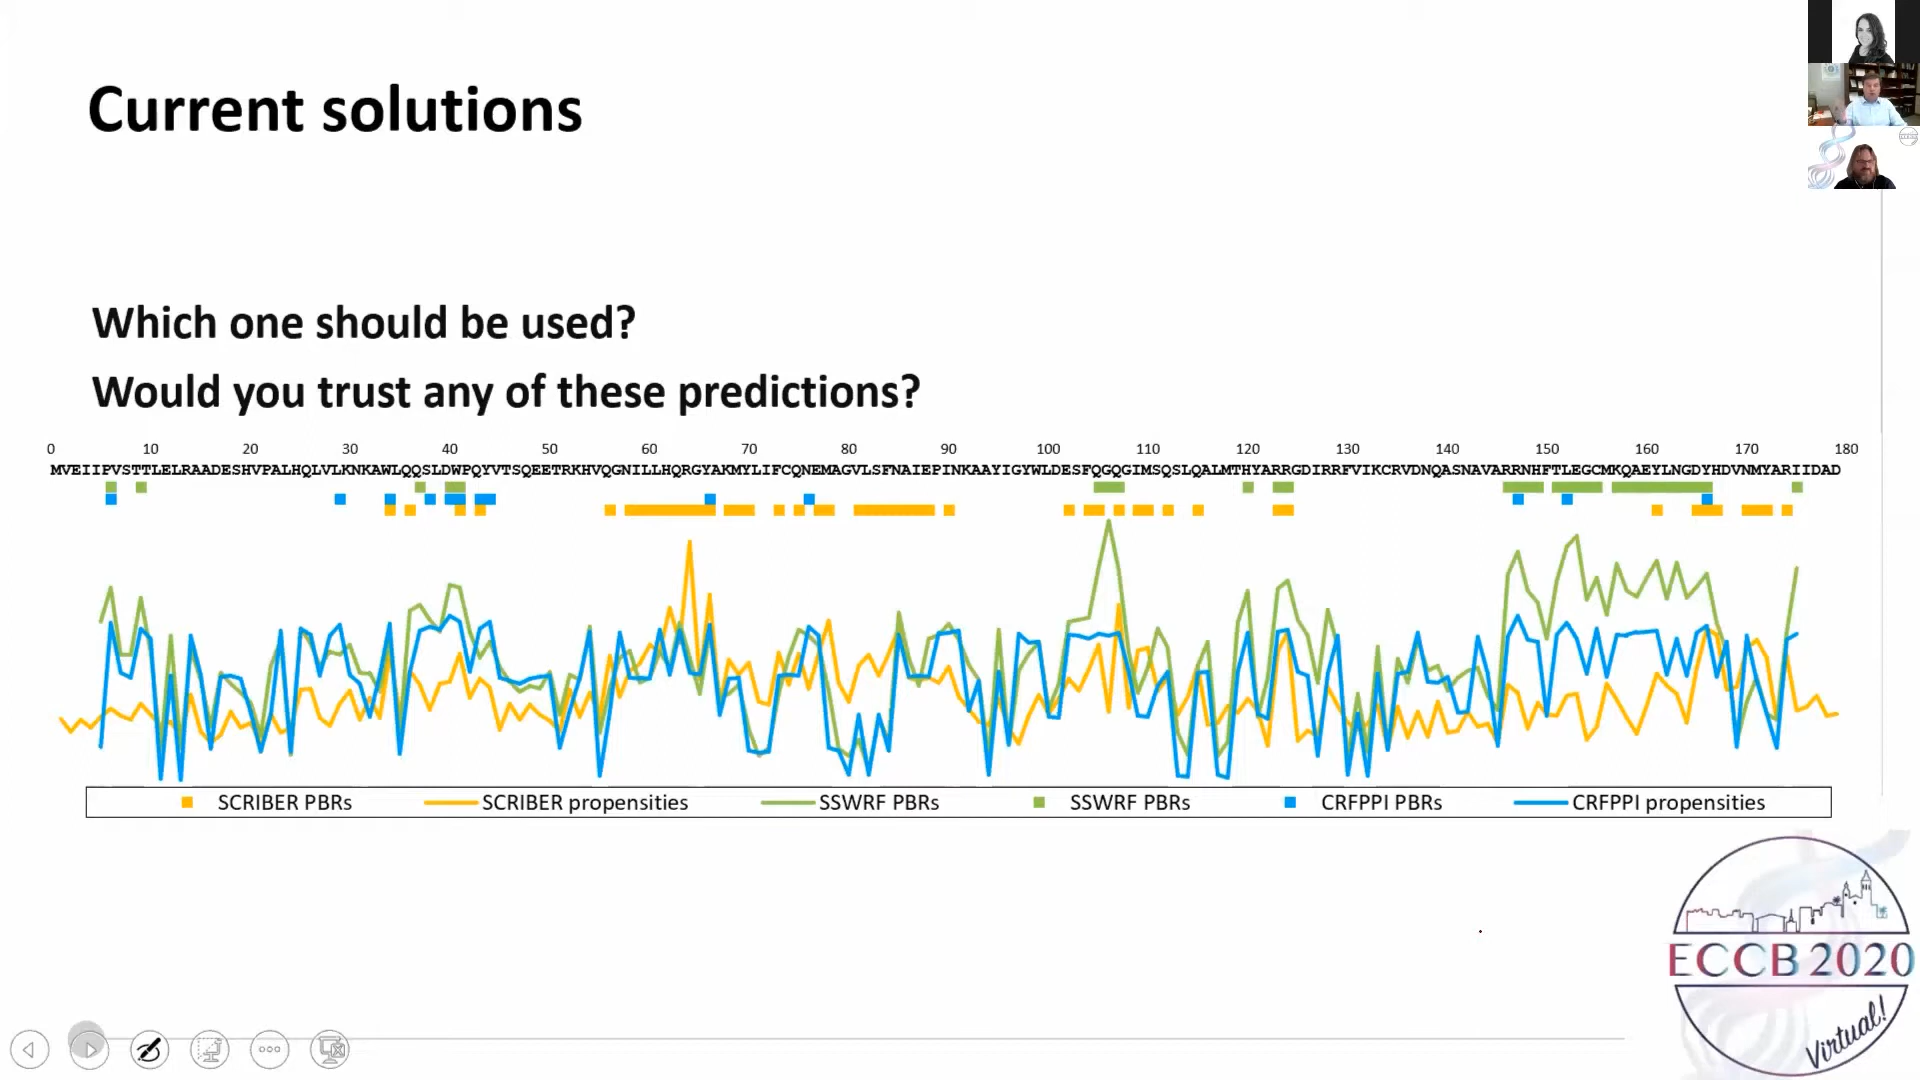 Current solutions
Which one should be used?
Would you trust any of these predictions?
0 10 20 30 40 50 60 70 80 90 100 110 120 130 140 150 160 170 180
MVEIIPVSTTLELRAADESHVPALHQLVLKNKAWLQQSLDWPQYVTSQEETRKHVQGNILLHQRGYAKMYLIFCQNEMAGVLSFNAIEPINKAAYIGYWLDESFQGQGIMSQSLQALMTHYARRGDIRRFVIKCRVDNQASNAVARRNHFTLEGCMKQAEYLNGDYHDVNMYARIIDAD
SCRIBER PBRs SCRIBER propensities SSWRF PBRs SSWRF PBRs CRFPPI PBRs CRFPPI propensities
ECCB 2020
Virtual!